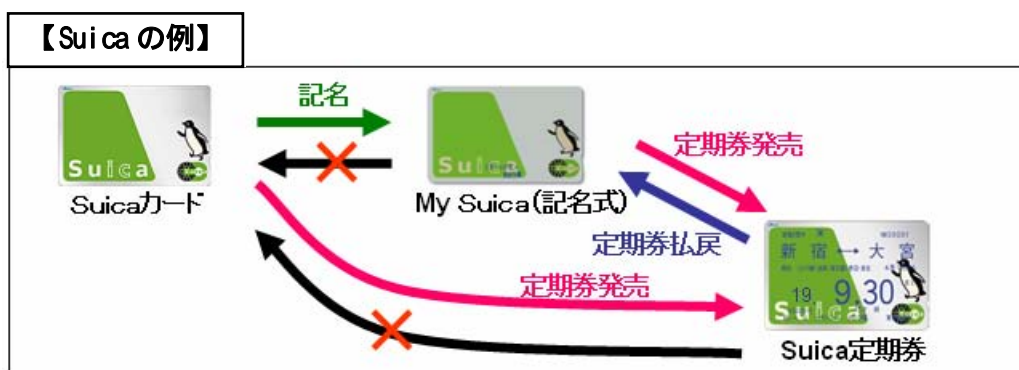 【Suicaの例】
記名
Suica
Suica
Suicaカード
My Suica(記名式)
定期券発売
定期券払戻
新宿 ↔ 大宮
19. 9.30
Suica
定期券発売
Suica定期券